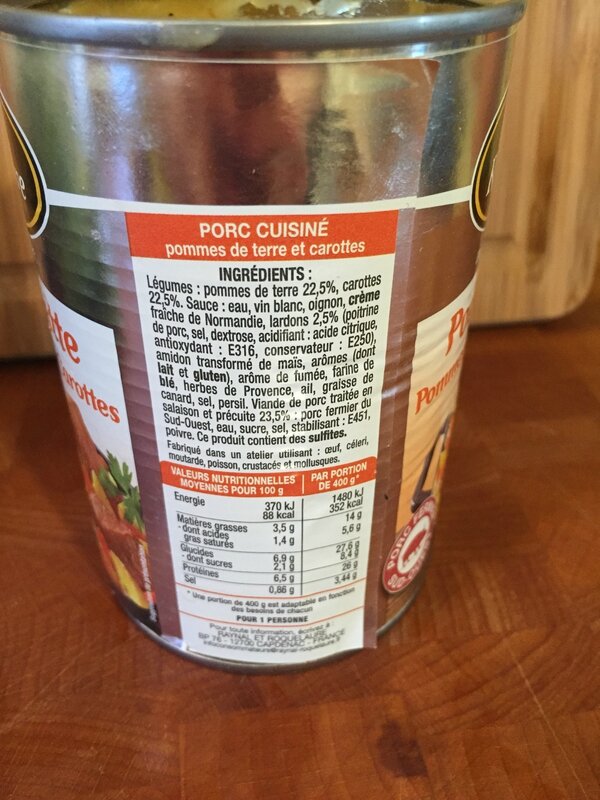 PORC CUISINÉ
pommes de terre et carottes
INGRÉDIENTS :
Légumes : pommes de terre 22,5%, carottes
22,5%. Sauce : eau, vin blanc, oignon, crème
fraîche de Normandie, lardons 2,5% (poitrine
de porc, sel, dextrose, acidifiant : acide citrique,
antioxydant : E316, conservateur : E250),
amidon transformé de maïs, arômes (dont
lait et gluten), arôme de fumée, farine de
blé, herbes de Provence, ail, graisse de
canard, sel, persil. Viande de porc traitée en
salaison et précuite 23,5% : porc fermier du
Sud-Ouest, eau, sucre, sel, stabilisant : E451,
poivre. Ce produit contient des sulfites.
Fabriqué dans un atelier utilisant : œuf, céleri,
moutarde, poisson, crustacés et mollusques.
VALEURS NUTRITIONNELLES
MOYENNES POUR 100 g
PAR PORTION
DE 400 g*
Energie 370 kJ 1480 kJ
88 kcal 352 kcal
Matières grasses 3,5 g 14 g
- dont acides
gras saturés 1,4 g 5,6 g
Glucides 6,9 g 27,6 g
- dont sucres 2,1 g 8,4 g
Protéines 6,5 g 26 g
Sel 0,86 g 3,44 g
* Une portion de 400 g est adaptable en fonction
des besoins de chacun
POUR 1 PERSONNE
Pour toute information, écrivez à :
RAYNAL ET ROQUELAURE
BP 76 - 12700 CAPDENAC - FRANCE
arottes
Pomm
PORC